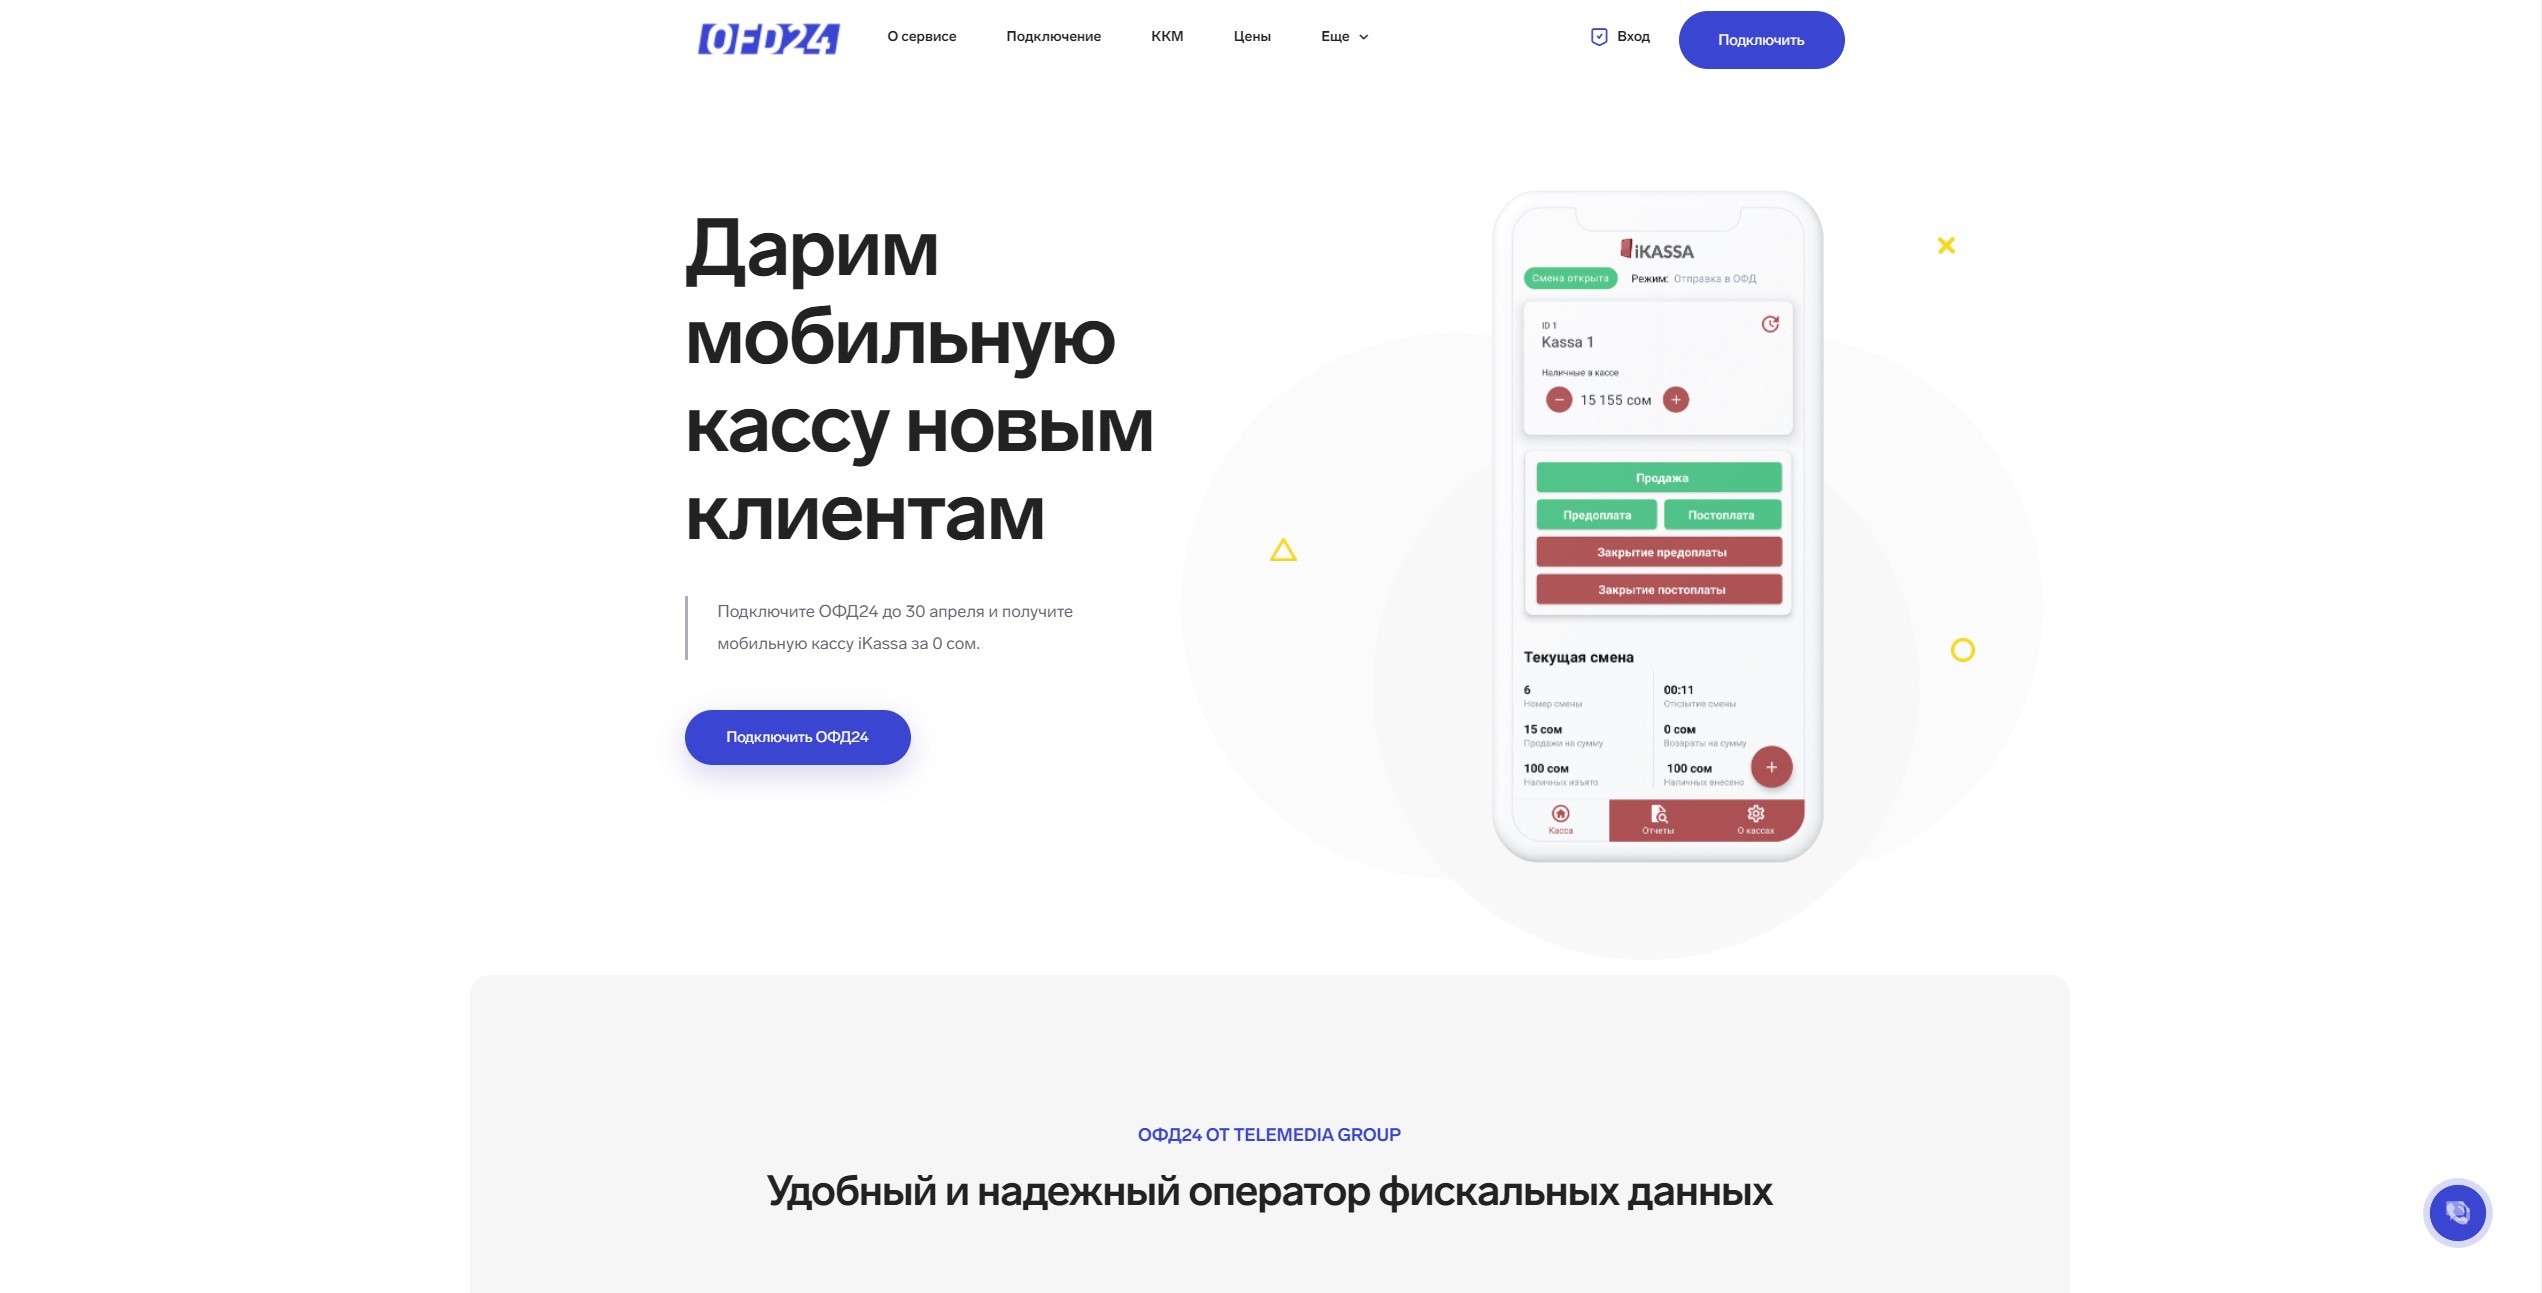 OFD24
О сервисе
Подключение
ККМ
Цены
Еще
Вход
Подключить
Дарим
мобильную
кассу новым
клиентам
Подключите ОФД24 до 30 апреля и получите
мобильную кассу iKassa за 0 сом.
Подключить ОФД24
iKASSA
Смена открыта
Режим: Отправка в ОФД
ID 1
Kassa 1
Наличные в кассе
15 155 сом
Продажа
Предоплата
Постоплата
Закрытие предоплаты
Закрытие постоплаты
Текущая смена
6
Номер смены
00:11
Открытие смены
15 сом
Продажи на сумму
0 сом
Возвраты на сумму
100 сом
Наличных изъято
100 сом
Наличных внесено
Касса
Отчеты
О кассах
ОФД24 ОТ TELEMEDIA GROUP
Удобный и надежный оператор фискальных данных